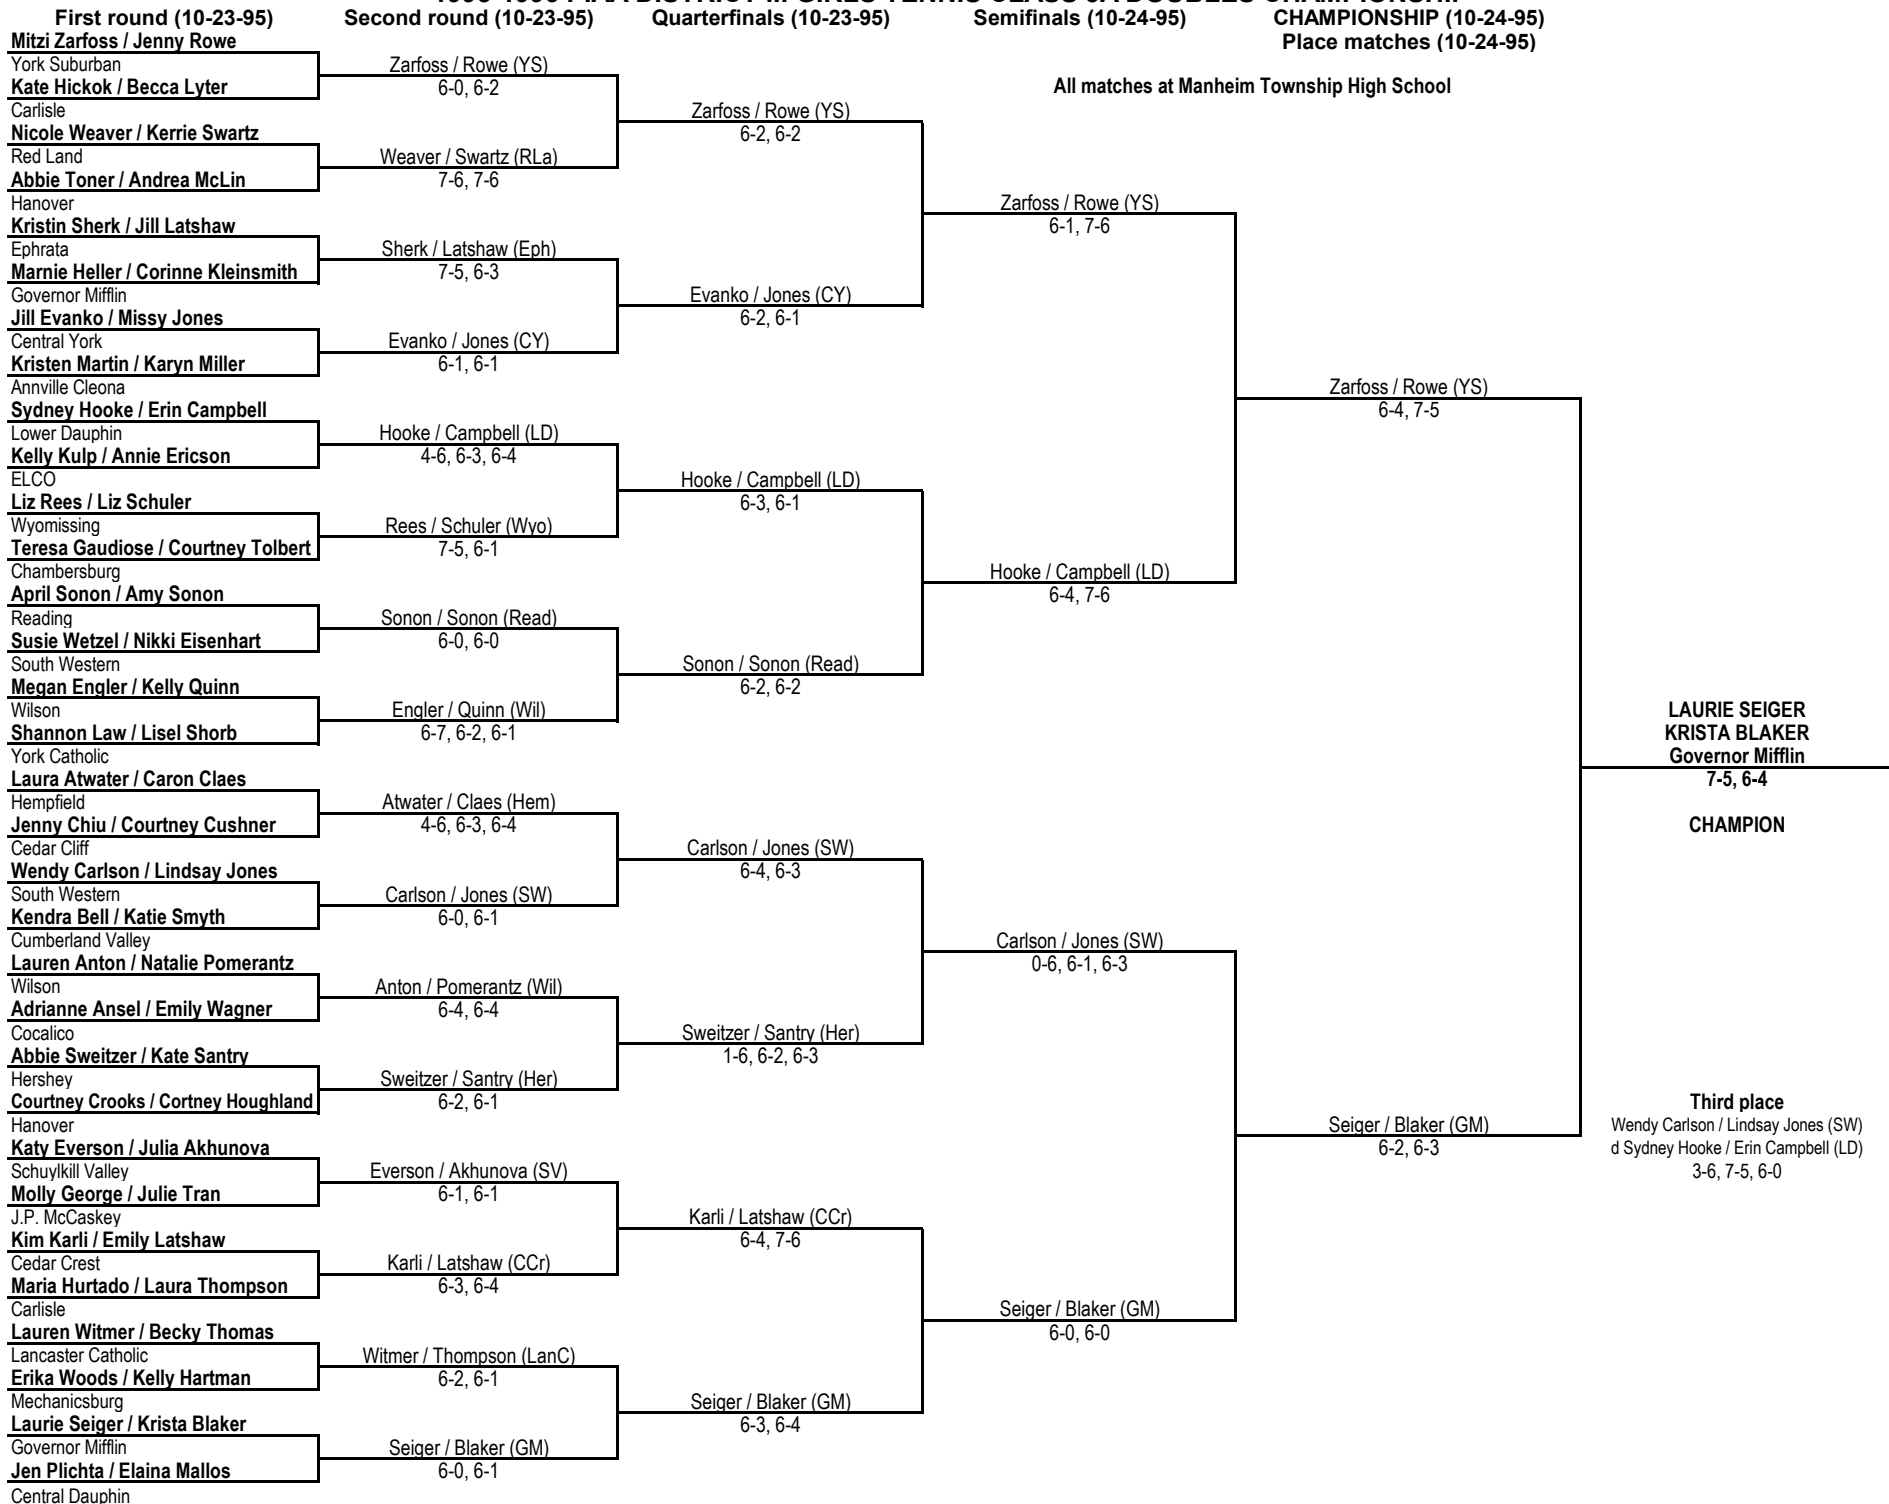 PIAA DISTRICT III GIRLS TENNIS CLASS DOUBLES CHAMPIONSHIP
First round (10-23-95)
Mitzi Zarfoss / Jenny Rowe
York Suburban
Kate Hickok / Becca Lyter
Carlisle
Nicole Weaver / Kerrie Swartz
Red Land
Abbie Toner / Andrea McLin
Hanover
Kristin Sherk / Jill Latshaw
Ephrata
Marnie Heller / Corinne Kleinsmith
Governor Mifflin
Jill Evanko / Missy Jones
Central York
Kristen Martin / Karyn Miller
Annville Cleona
Sydney Hooke / Erin Campbell
Lower Dauphin
Kelly Kulp / Annie Ericson
ELCO
Liz Rees / Liz Schuler
Wyomissing
Teresa Gaudiose / Courtney Tolbert
Chambersburg
April Sonon / Amy Sonon
Reading
Susie Wetzel / Nikki Eisenhart
South Western
Megan Engler / Kelly Quinn
Wilson
Shannon Law / Lisel Shorb
York Catholic
Laura Atwater / Caron Claes
Hempfield
Jenny Chiu / Courtney Cushner
Cedar Cliff
Wendy Carlson / Lindsay Jones
South Western
Kendra Bell / Katie Smyth
Cumberland Valley
Lauren Anton / Natalie Pomerantz
Wilson
Adrianne Ansel / Emily Wagner
Cocalico
Abbie Sweitzer / Kate Santry
Hershey
Courtney Crooks / Cortney Houghland
Hanover
Katy Everson / Julia Akhunova
Schuylkill Valley
Molly George / Julie Tran
J.P. McCaskey
Kim Karli / Emily Latshaw
Cedar Crest
Maria Hurtado / Laura Thompson
Carlisle
Lauren Witmer / Becky Thomas
Lancaster Catholic
Erika Woods / Kelly Hartman
Mechanicsburg
Laurie Seiger / Krista Blaker
Governor Mifflin
Jen Plichta / Elaina Mallos
Central Dauphin
Second round (10-23-95)
Zarfoss / Rowe (YS)
6-0, 6-2
Weaver / Swartz (RLa)
7-6, 7-6
Sherk / Latshaw (Eph)
7-5, 6-3
Evanko / Jones (CY)
6-1, 6-1
Hooke / Campbell (LD)
4-6, 6-3, 6-4
Rees / Schuler (Wyo)
7-5, 6-1
Sonon / Sonon (Read)
6-0, 6-0
Engler / Quinn (Wil)
6-7, 6-2, 6-1
Atwater / Claes (Hem)
4-6, 6-3, 6-4
Carlson / Jones (SW)
6-0, 6-1
Anton / Pomerantz (Wil)
6-4, 6-4
Sweitzer / Santry (Her)
6-2, 6-1
Everson / Akhunova (SV)
6-1, 6-1
Karli / Latshaw (CCr)
6-3, 6-4
Witmer / Thompson (LanC)
6-2, 6-1
Seiger / Blaker (GM)
6-0, 6-1
Quarterfinals (10-23-95)
Zarfoss / Rowe (YS)
6-2, 6-2
Evanko / Jones (CY)
6-2, 6-1
Hooke / Campbell (LD)
6-3, 6-1
Sonon / Sonon (Read)
6-2, 6-2
Carlson / Jones (SW)
6-4, 6-3
Sweitzer / Santry (Her)
1-6, 6-2, 6-3
Karli / Latshaw (CCr)
6-4, 7-6
Seiger / Blaker (GM)
6-3, 6-4
Semifinals (10-24-95)
Zarfoss / Rowe (YS)
6-1, 7-6
Hooke / Campbell (LD)
6-4, 7-6
Carlson / Jones (SW)
0-6, 6-1, 6-3
Seiger / Blaker (GM)
6-0, 6-0
CHAMPIONSHIP (10-24-95)
Place matches (10-24-95)
All matches at Manheim Township High School
Zarfoss / Rowe (YS)
6-4, 7-5
Seiger / Blaker (GM)
6-2, 6-3
LAURIE SEIGER
KRISTA BLAKER
Governor Mifflin
7-5, 6-4
CHAMPION
Third place
Wendy Carlson / Lindsay Jones (SW)
d Sydney Hooke / Erin Campbell (LD)
3-6, 7-5, 6-0